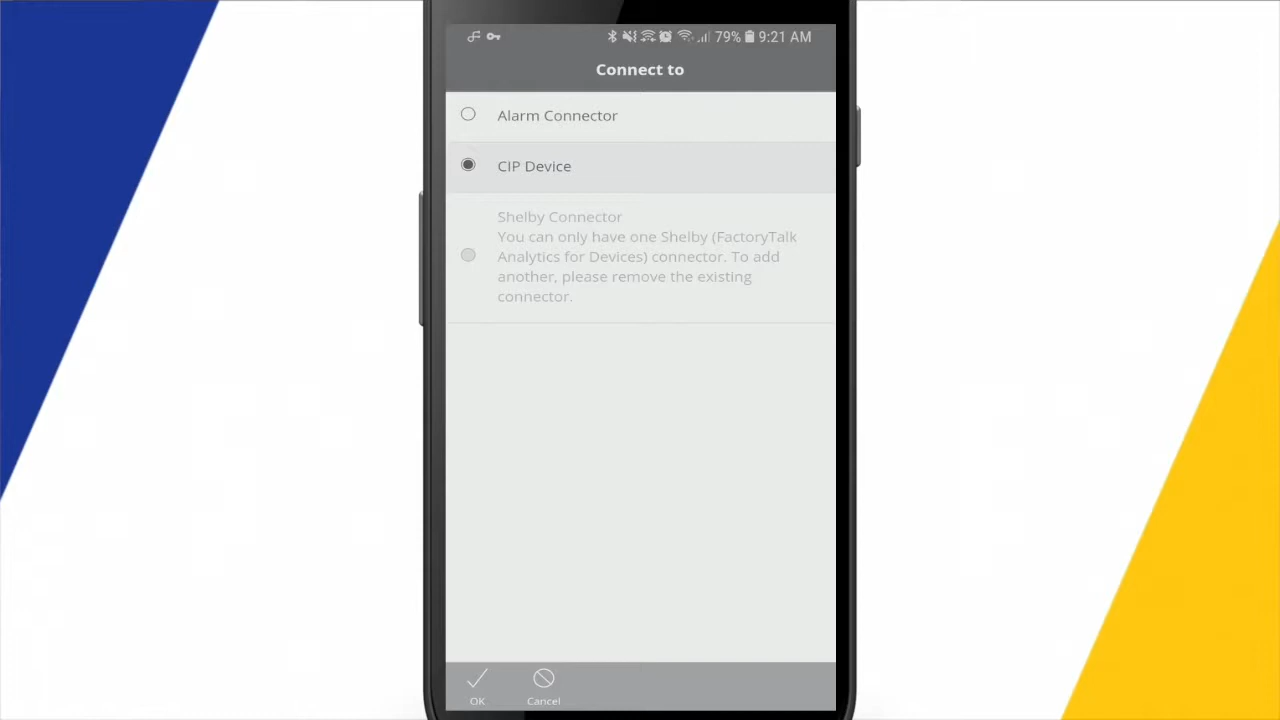 79% 9:21 AM
Connect to
Alarm Connector
CIP Device
Shelby Connector
You can only have one Shelby (FactoryTalk
Analytics for Devices) connector. To add
another, please remove the existing
connector.
OK Cancel